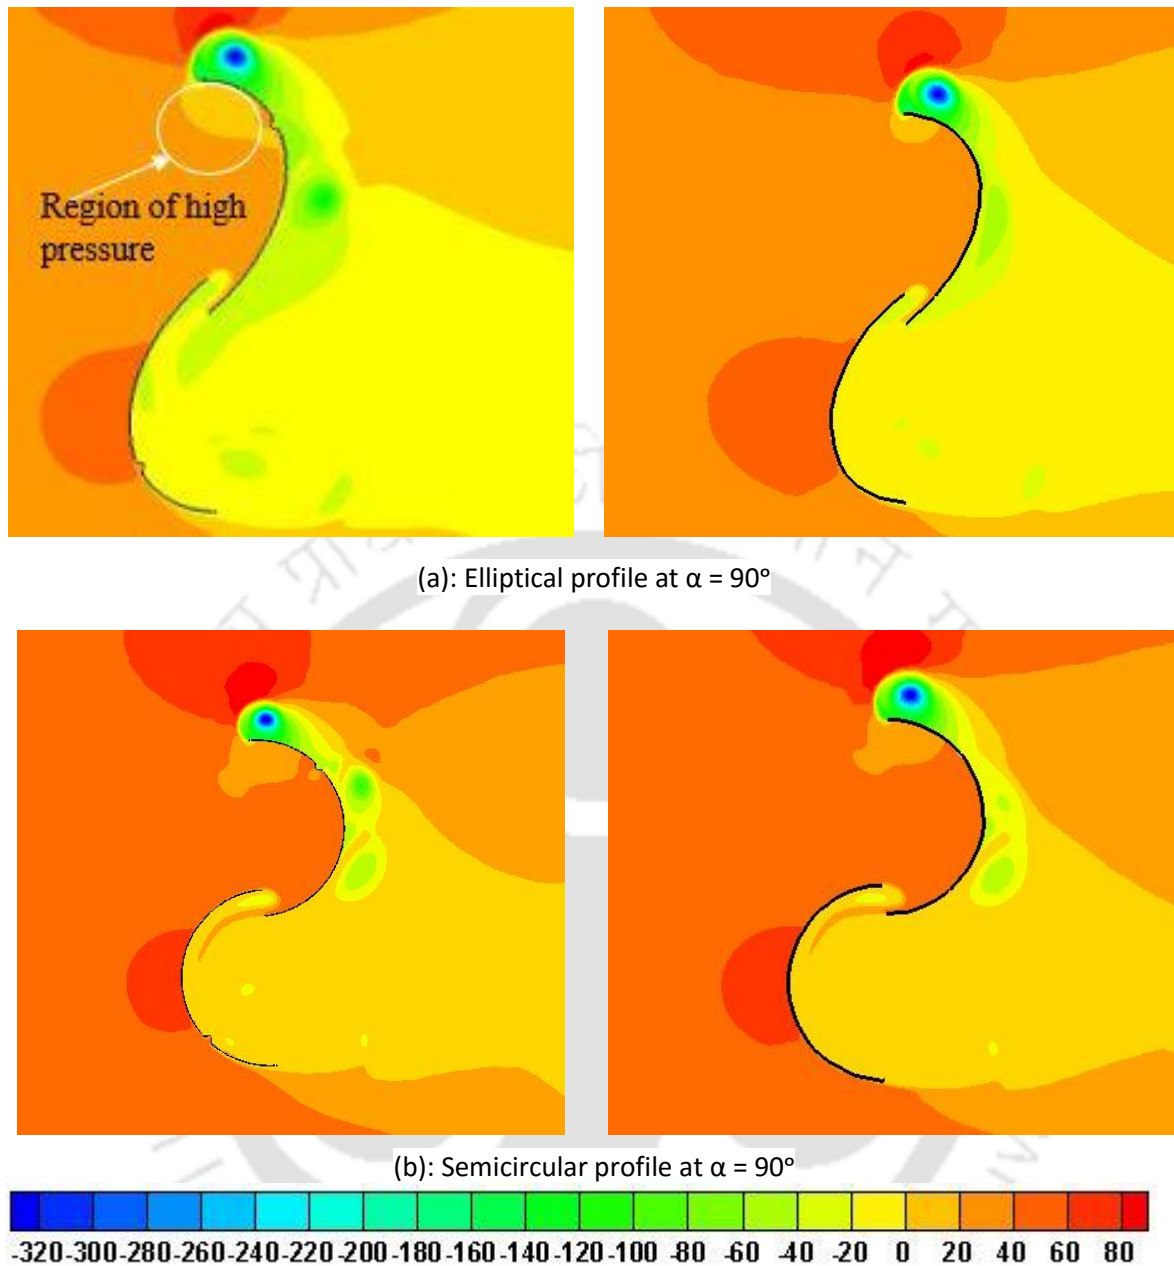 Region of high
pressure
(a): Elliptical profile at α = 90º
(b): Semicircular profile at α = 90º
-320-300-280-260-240-220-200-180-160-140-120-100 -80 -60 -40 -20 0 20 40 60 80